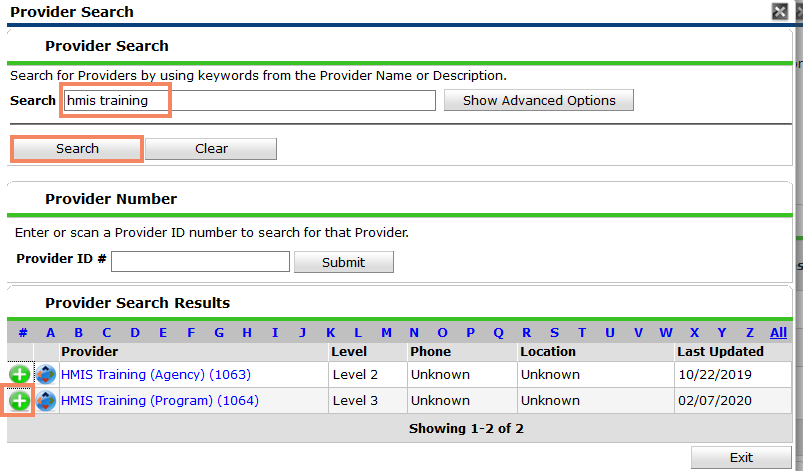 Provider Search
Provider Search
Search for Providers by using keywords from the Provider Name or Description.
Search hmis training Show Advanced Options
Search Clear
Provider Number
Enter or scan a Provider ID number to search for that Provider.
Provider ID # Submit
Provider Search Results
# A B C D E F G H I J K L M N O P Q R S T U V W X Y Z All
Provider Level Phone Location Last Updated
HMIS Training (Agency) (1063) Level 2 Unknown Unknown 10/22/2019
HMIS Training (Program) (1064) Level 3 Unknown Unknown 02/07/2020
Showing 1-2 of 2
Exit